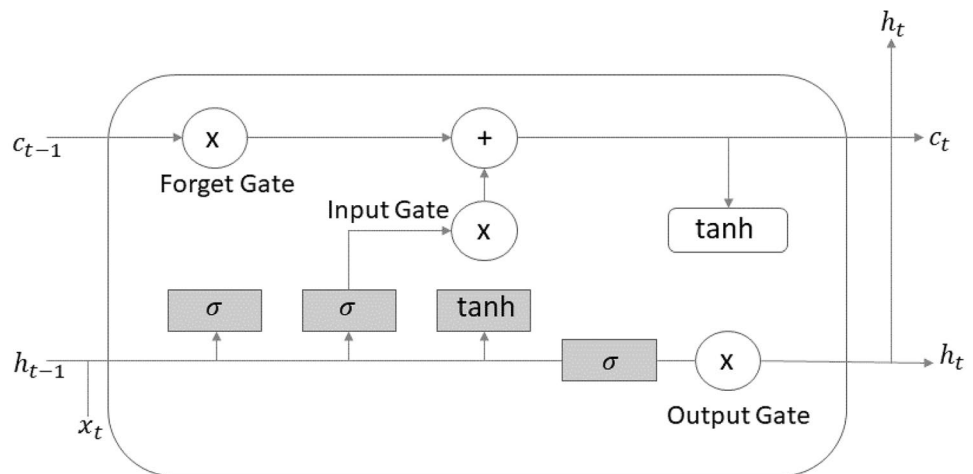 h_t
c_{t-1}
x
+
c_t
Forget Gate
Input Gate
x
tanh
σ
σ
tanh
h_{t-1}
σ
x
h_t
Output Gate
x_t